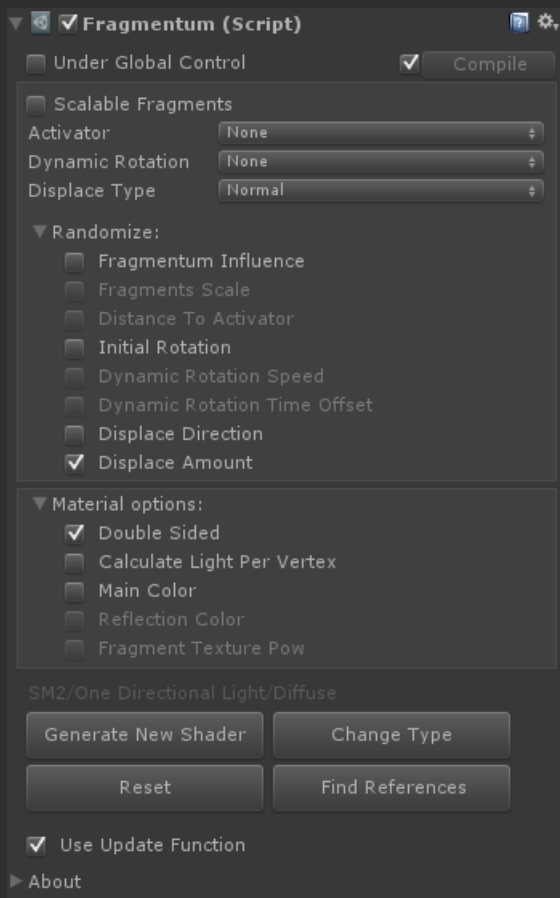 Fragmentum (Script)
Under Global Control Compile
Scalable Fragments
Activator None
Dynamic Rotation None
Displace Type Normal
Randomize:
Fragmentum Influence
Fragments Scale
Distance To Activator
Initial Rotation
Dynamic Rotation Speed
Dynamic Rotation Time Offset
Displace Direction
Displace Amount
Material options:
Double Sided
Calculate Light Per Vertex
Main Color
Reflection Color
Fragment Texture Pow
SM2/One Directional Light/Diffuse
Generate New Shader Change Type
Reset Find References
Use Update Function
About